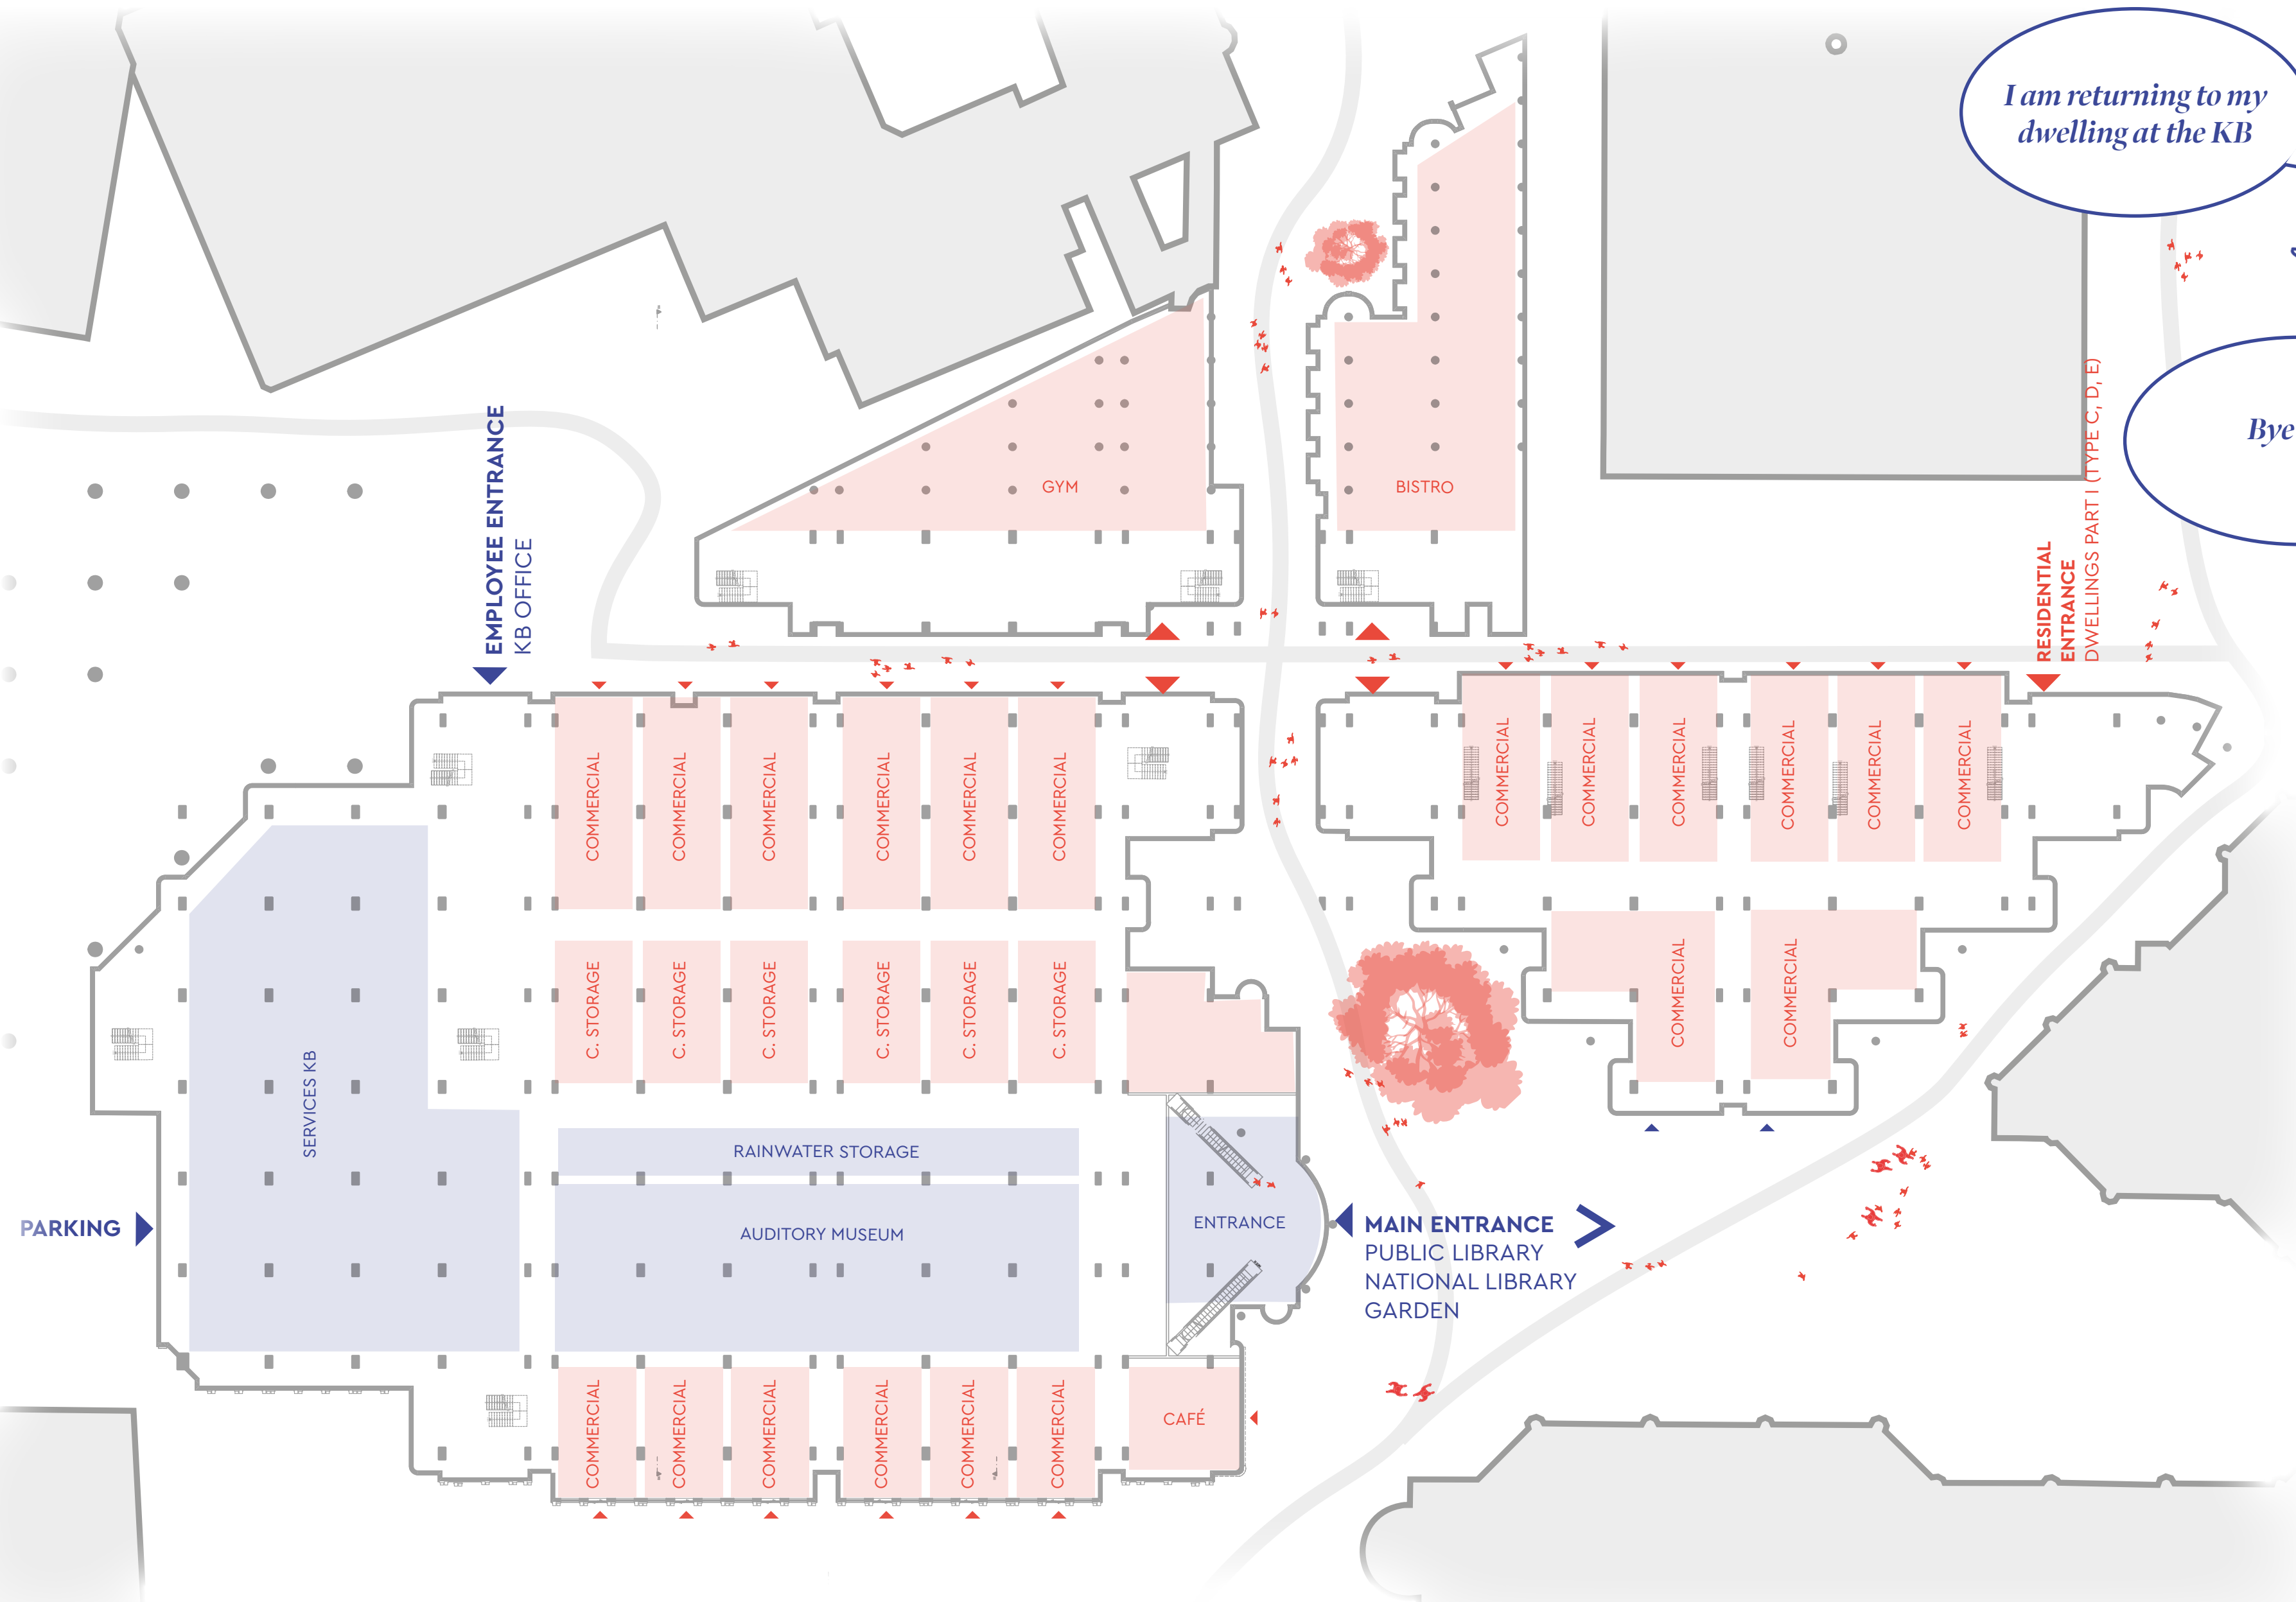 I am returning to my
dwelling at the KB
Bye
EMPLOYEE ENTRANCE
KB OFFICE
GYM
BISTRO
RESIDENTIAL
ENTRANCE
DWELLINGS PART I (TYPE C, D, E)
COMMERCIAL
COMMERCIAL
COMMERCIAL
COMMERCIAL
COMMERCIAL
COMMERCIAL
COMMERCIAL
COMMERCIAL
COMMERCIAL
COMMERCIAL
COMMERCIAL
COMMERCIAL
C. STORAGE
C. STORAGE
C. STORAGE
C. STORAGE
C. STORAGE
C. STORAGE
COMMERCIAL
COMMERCIAL
SERVICES KB
RAINWATER STORAGE
AUDITORY MUSEUM
ENTRANCE
PARKING
MAIN ENTRANCE
PUBLIC LIBRARY
NATIONAL LIBRARY
GARDEN
COMMERCIAL
COMMERCIAL
COMMERCIAL
COMMERCIAL
COMMERCIAL
COMMERCIAL
CAFÉ